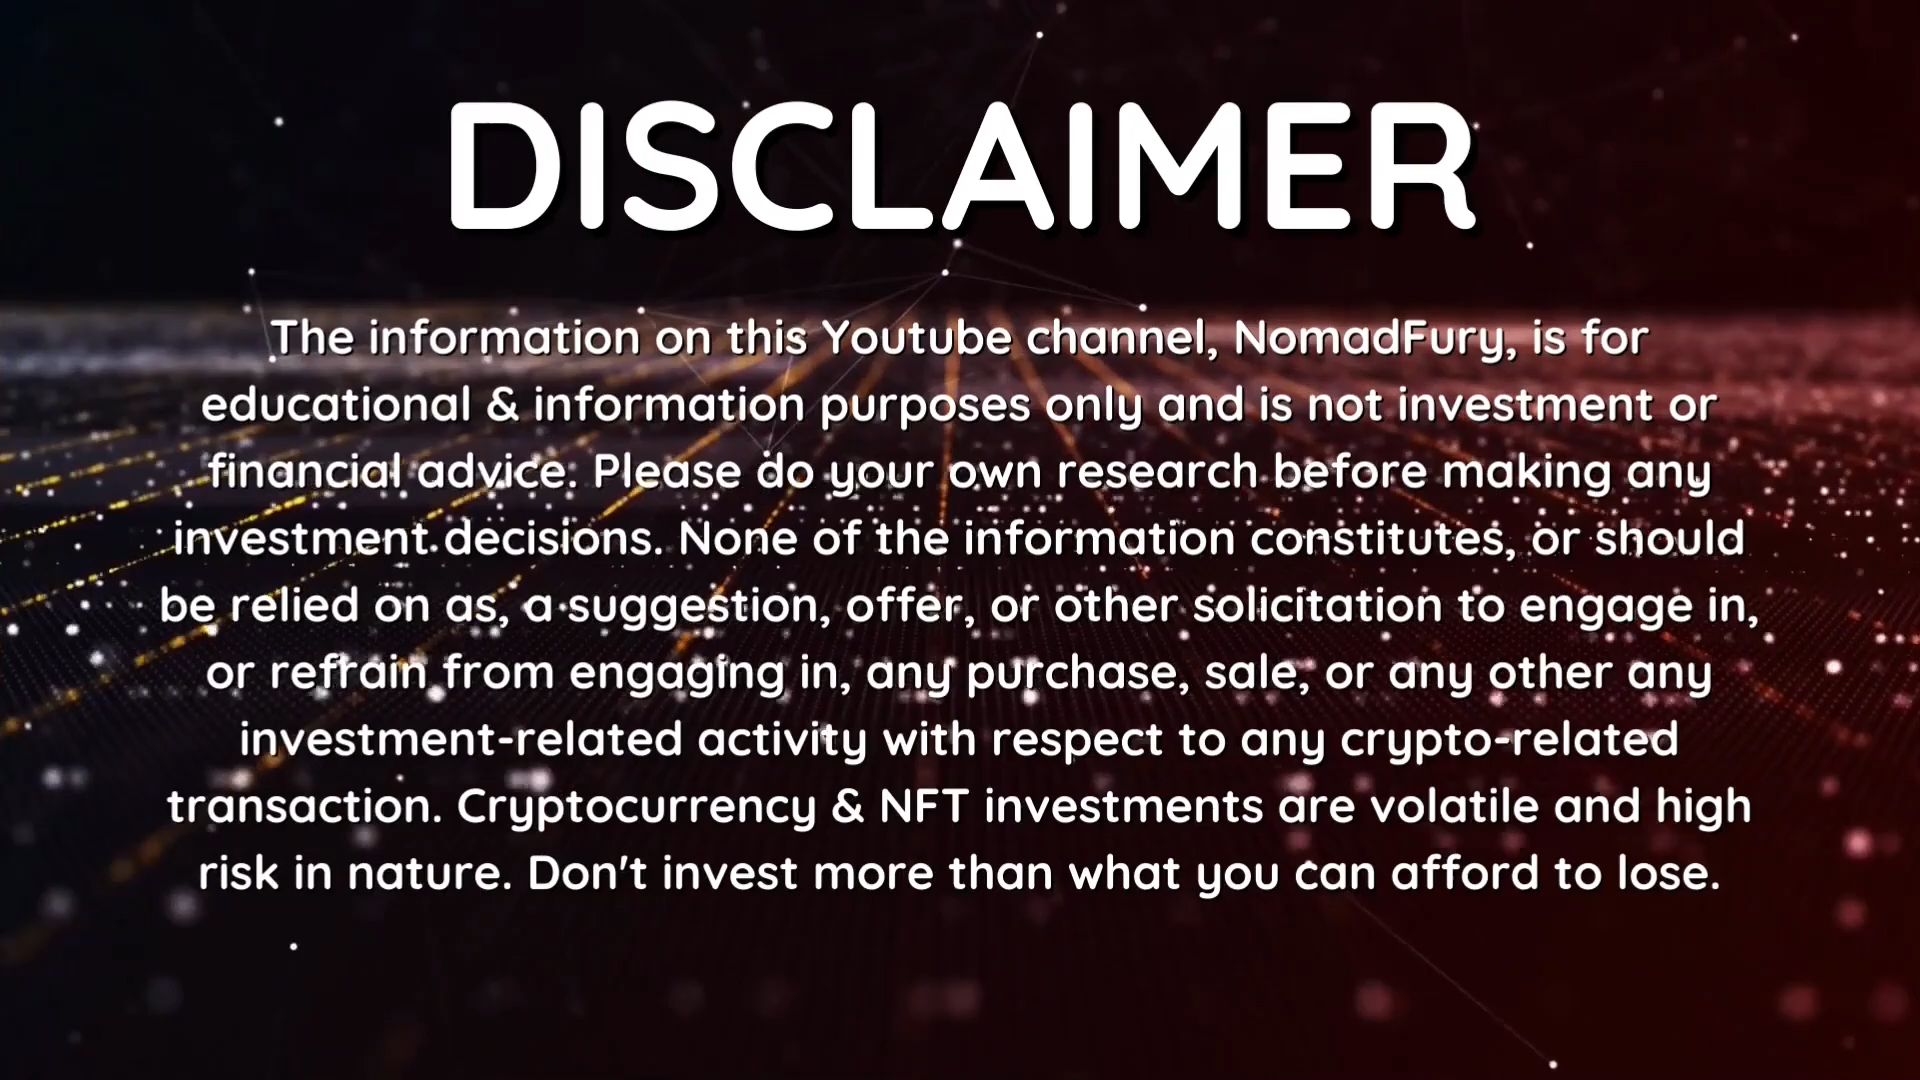 DISCLAIMER
The information on this Youtube channel, NomadFury, is for
educational & information purposes only and is not investment or
financial advice. Please do your own research before making any
investment decisions. None of the information constitutes, or should
be relied on as, a suggestion, offer, or other solicitation to engage in,
or refrain from engaging in, any purchase, sale, or any other any
investment-related activity with respect to any crypto-related
transaction. Cryptocurrency & NFT investments are volatile and high
risk in nature. Don't invest more than what you can afford to lose.